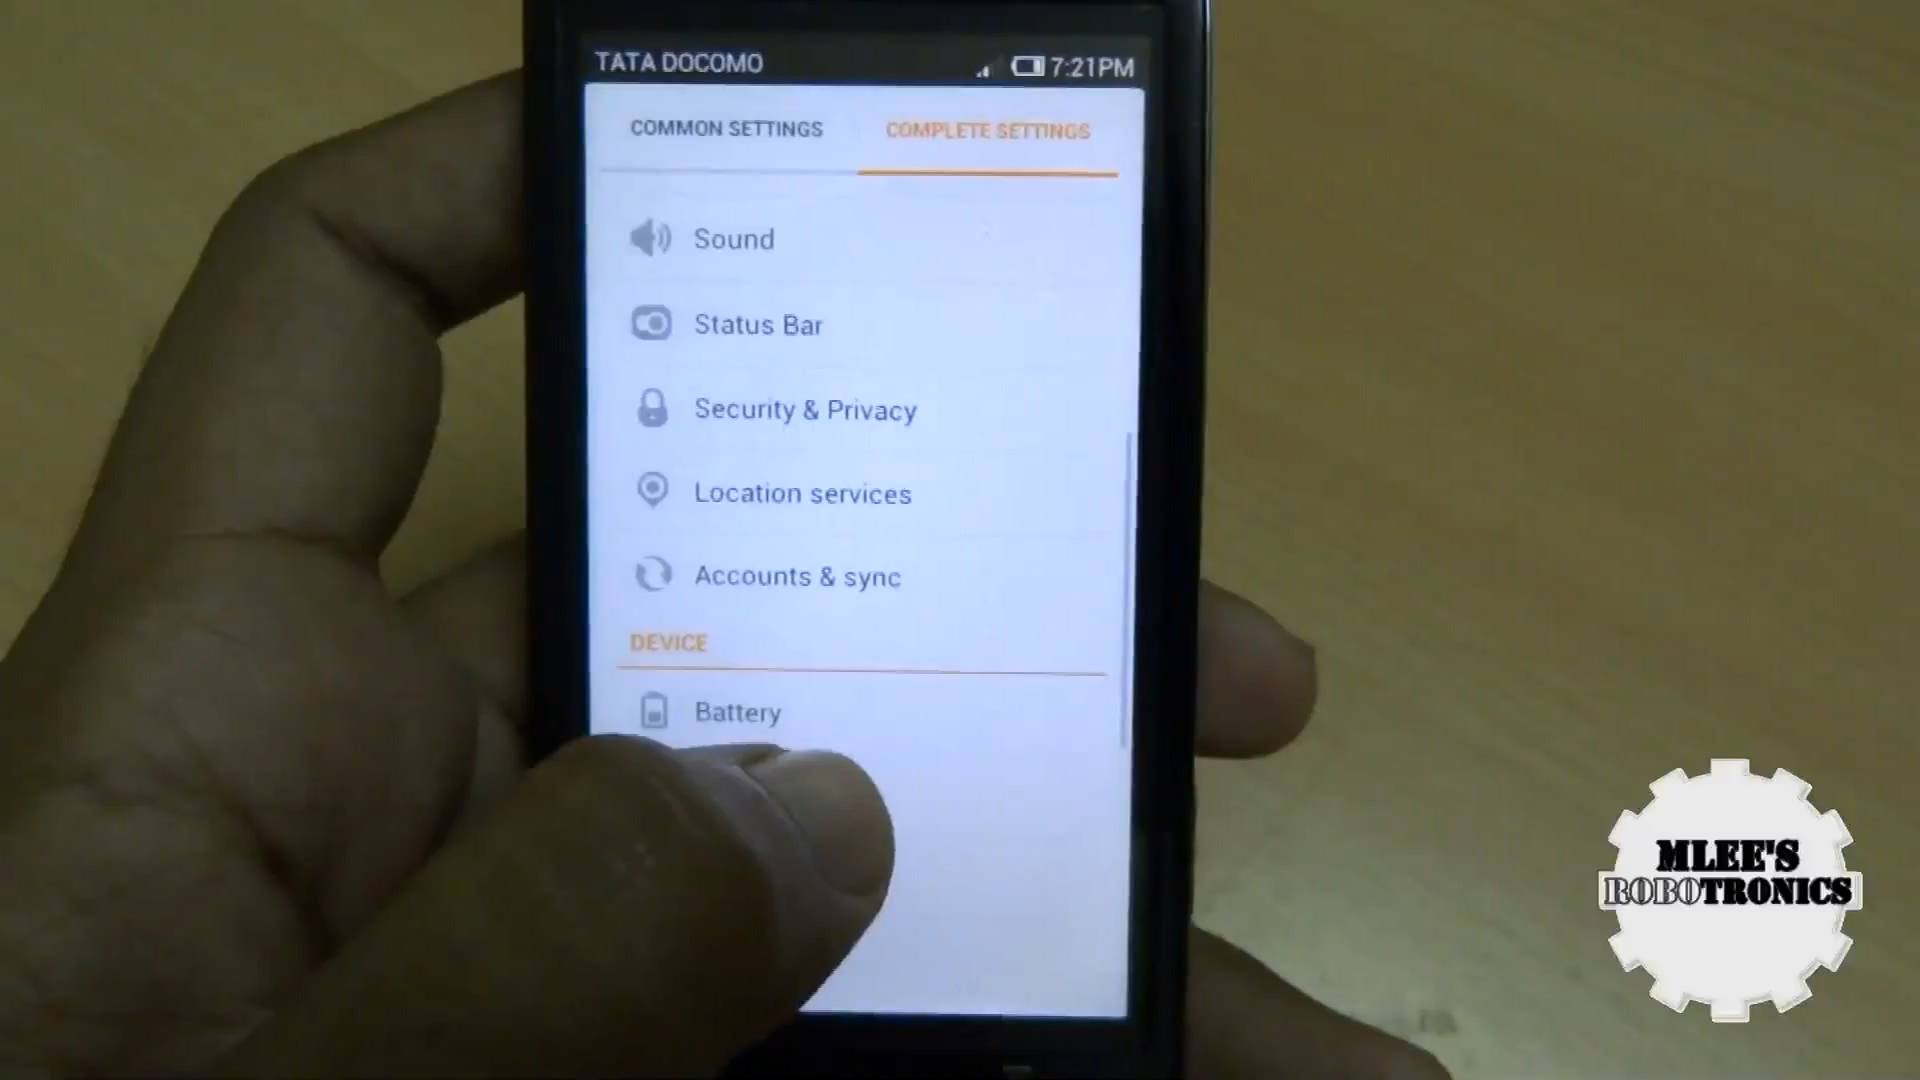 TATA DOCOMO 7:21PM
COMMON SETTINGS COMPLETE SETTINGS
Sound
Status Bar
Security & Privacy
Location services
Accounts & sync
DEVICE
Battery
MLEE'S
ROBOTRONICS